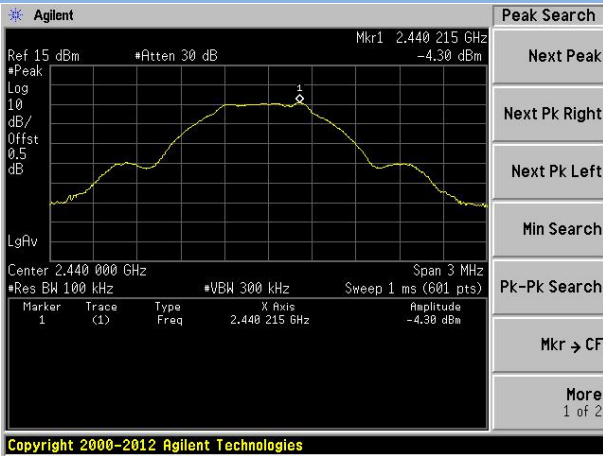 Agilent
Peak Search
Mkr1 2.440 215 GHz
Ref 15 dBm #Atten 30 dB -4.30 dBm
#Peak
Log
10
dB/
Offst
0.5
dB
1
LgAv
Center 2.440 000 GHz Span 3 MHz
#Res BW 100 kHz #VBW 300 kHz Sweep 1 ms (601 pts)
Marker Trace Type X Axis Amplitude
1 (1) Freq 2.440 215 GHz -4.30 dBm
Next Peak
Next Pk Right
Next Pk Left
Min Search
Pk-Pk Search
Mkr → CF
More
1 of 2
Copyright 2000-2012 Agilent Technologies